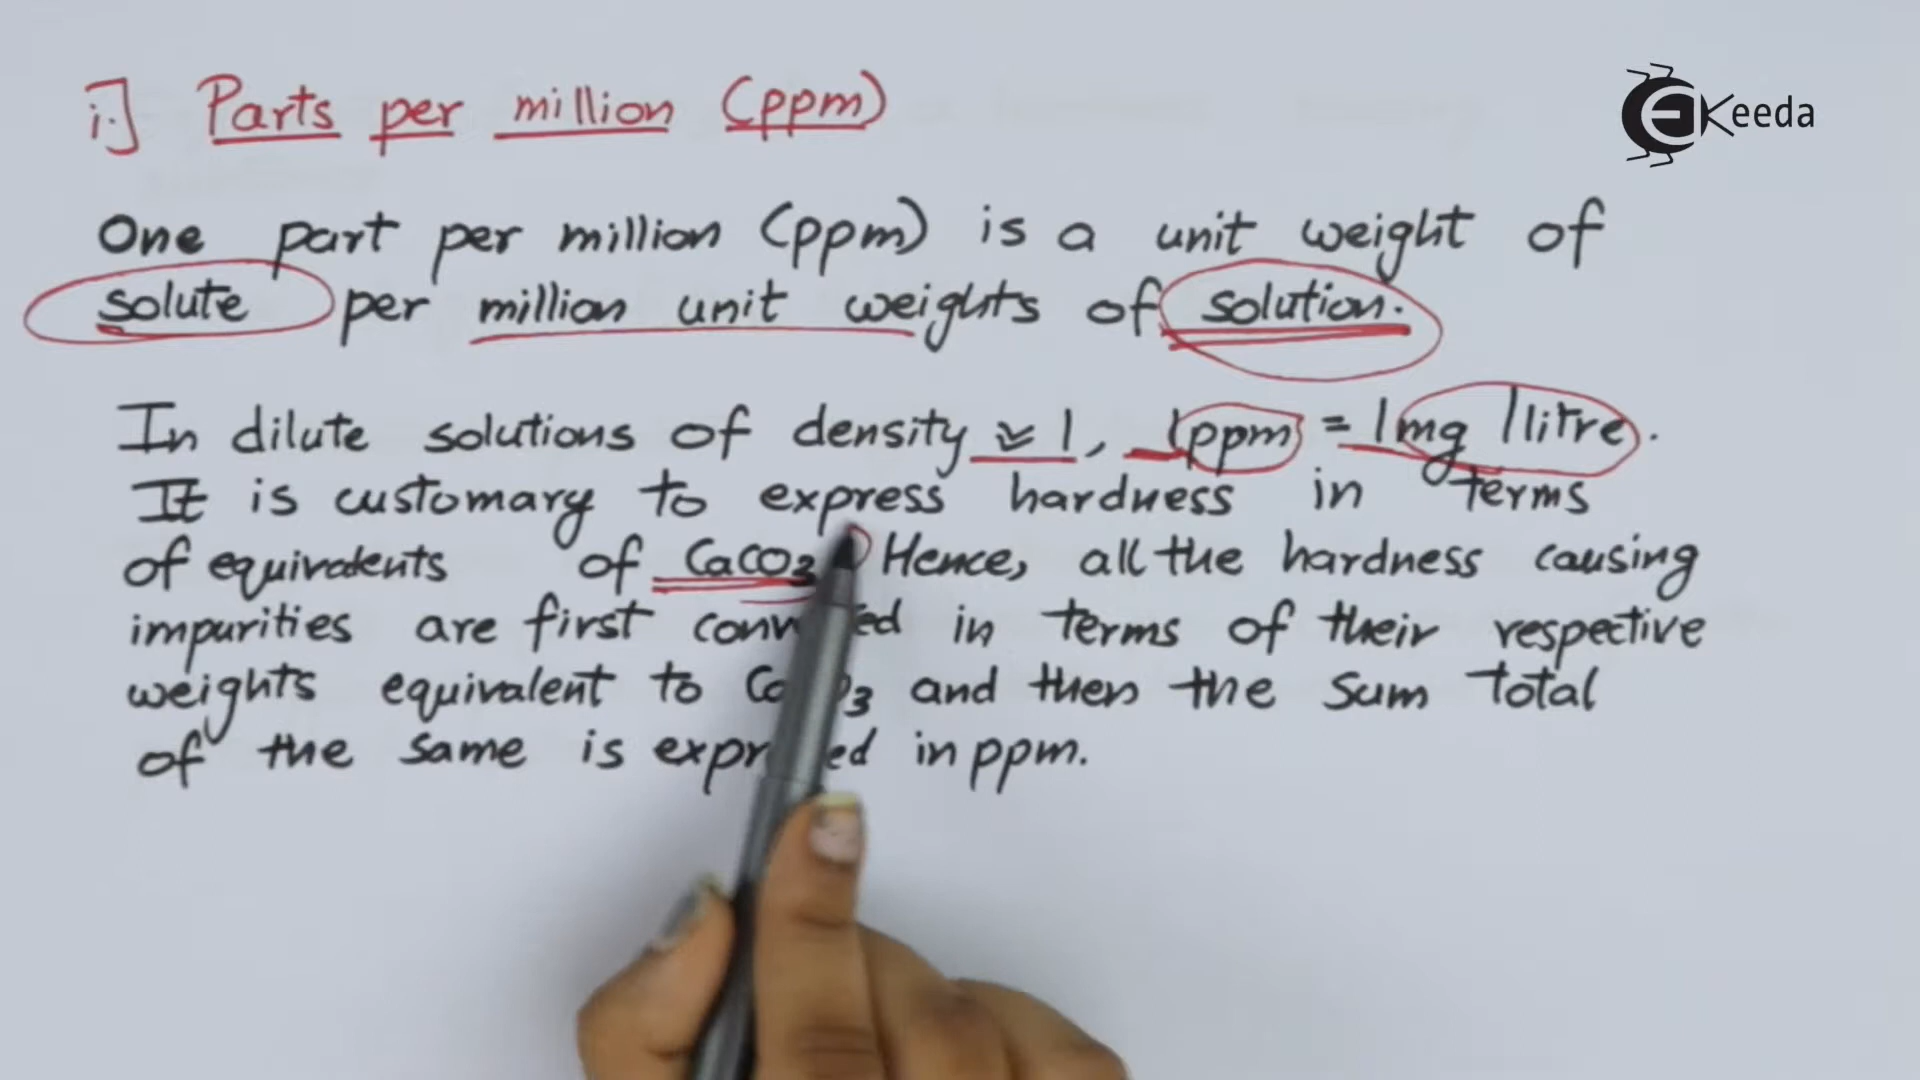 i.] Parts per million (ppm)
Keeda
One part per million (ppm) is a unit weight of
solute per million unit weights of solution.
In dilute solutions of density ≈ 1, 1ppm = 1mg / litre.
It is customary to express hardness in terms
of equivalents of CaCO3 Hence, all the hardness causing
impurities are first in terms of their respective
weights equivalent to and then the sum total
of the same is in ppm.